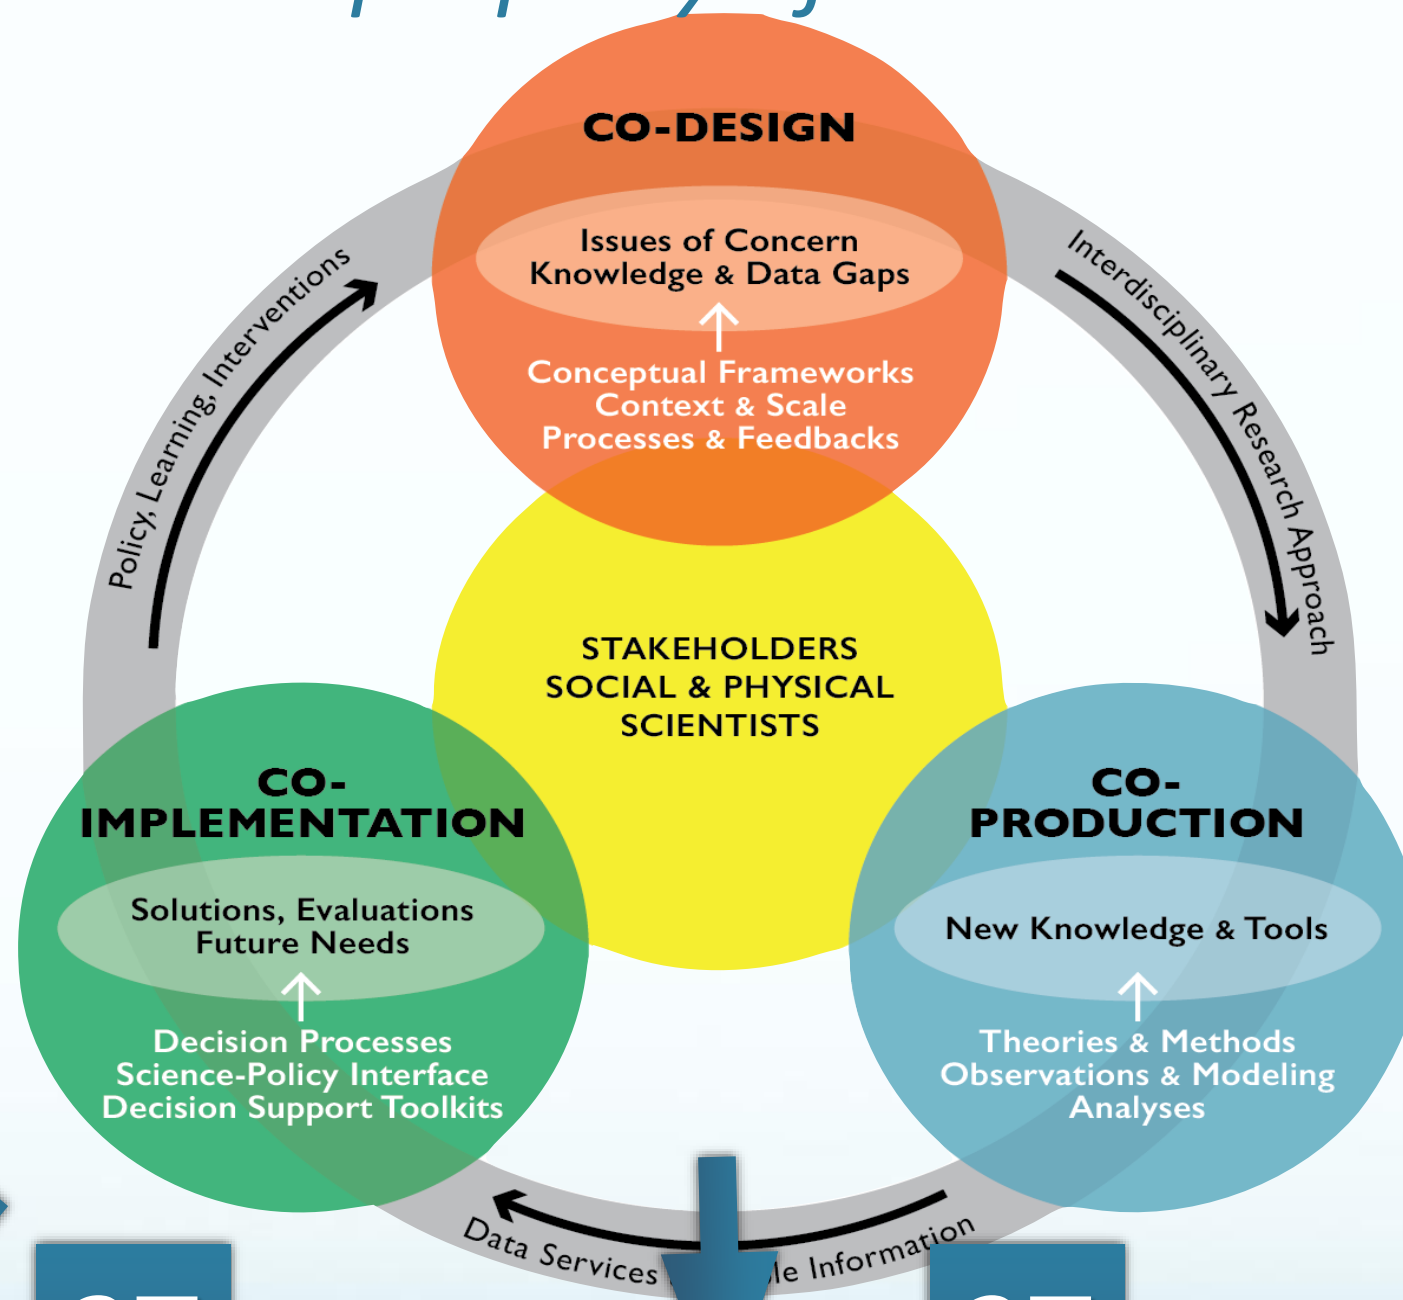 CO-DESIGN
Issues of Concern
Knowledge & Data Gaps
Conceptual Frameworks
Context & Scale
Processes & Feedbacks
Policy, Learning, Interventions
Interdisciplinary Research Approach
STAKEHOLDERS
SOCIAL & PHYSICAL
SCIENTISTS
CO-
IMPLEMENTATION
Solutions, Evaluations
Future Needs
Decision Processes
Science-Policy Interface
Decision Support Toolkits
CO-
PRODUCTION
New Knowledge & Tools
Theories & Methods
Observations & Modeling
Analyses
Data Services Information